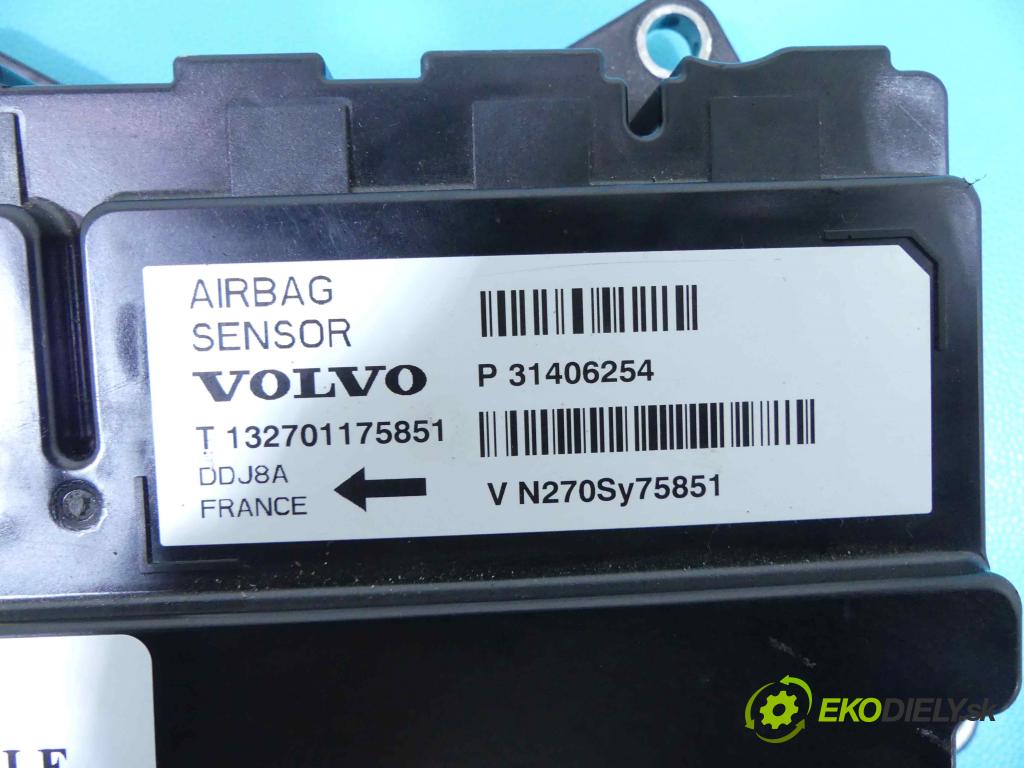 AIRBAG
SENSOR
VOLVO
P 31406254
T 132701175851
DDJ8A
FRANCE
V N270Sy75851
EKODIELY.sk